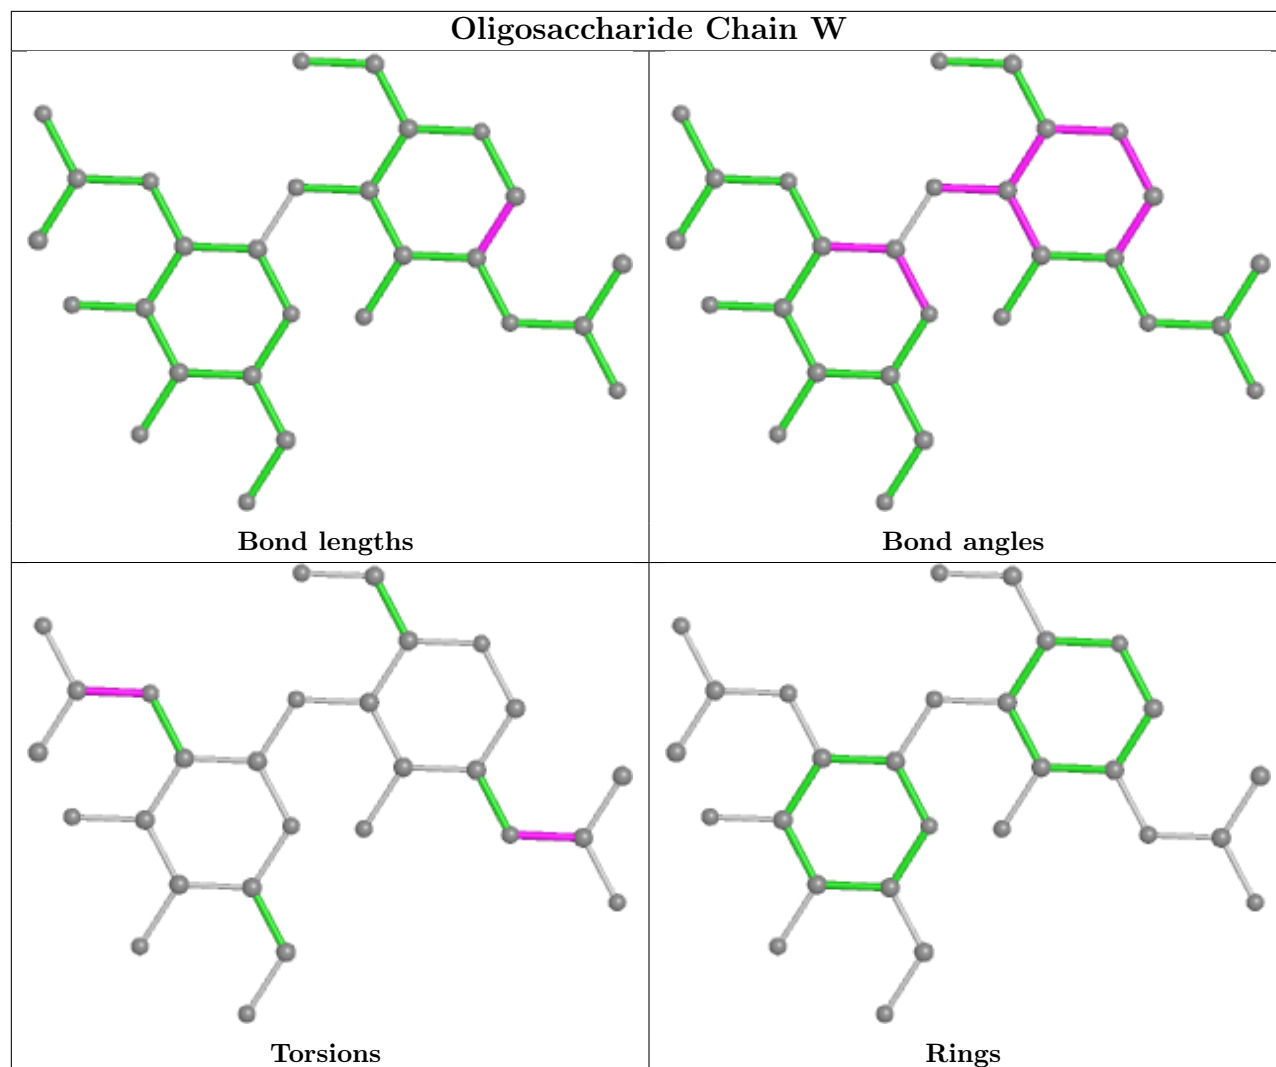 Oligosaccharide Chain W
Bond lengths
Bond angles
Torsions
Rings